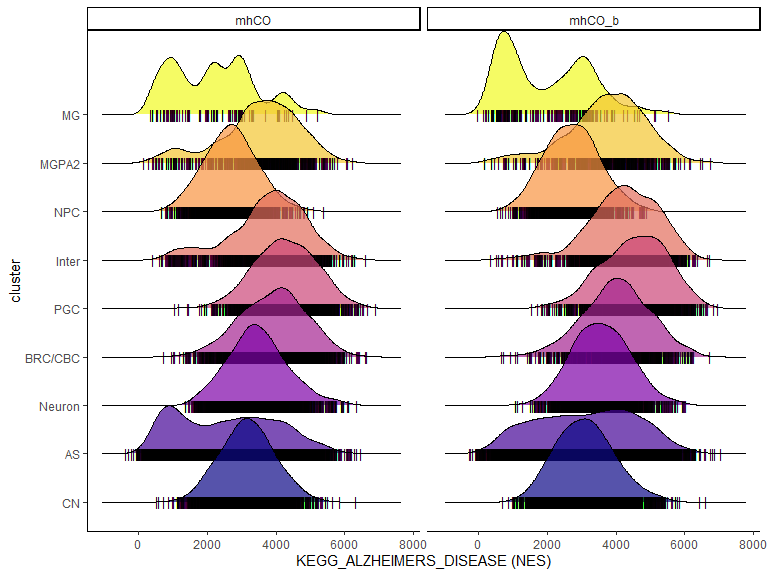 mhCO
mhCO_b
cluster
MG
MGPA2
NPC
Inter
PGC
BRC/CBC
Neuron
AS
CN
0 2000 4000 6000 8000
0 2000 4000 6000 8000
KEGG_ALZHEIMERS_DISEASE (NES)